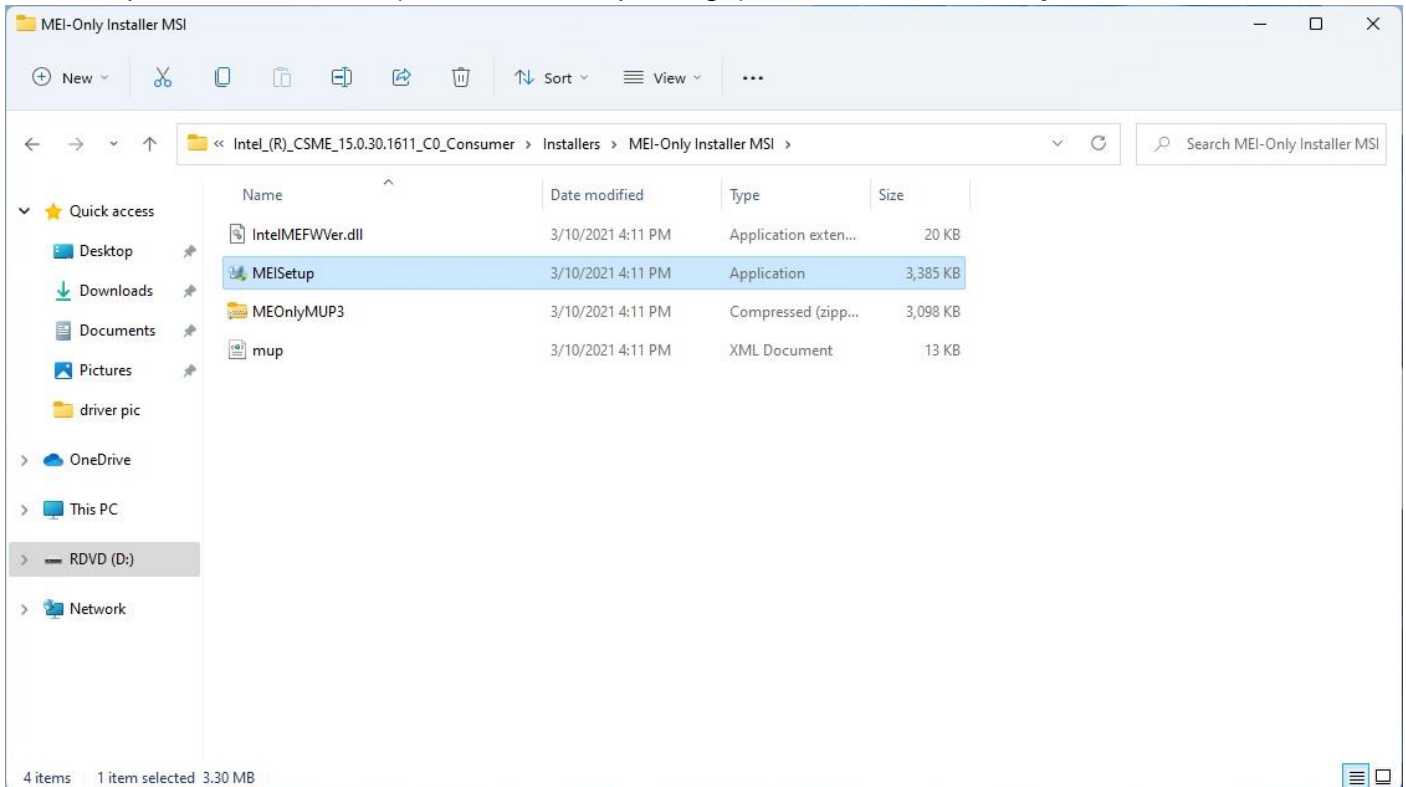 MEI-Only Installer MSI
New
Sort
View
« Intel_(R)_CSME_15.0.30.1611_C0_Consumer > Installers > MEI-Only Installer MSI >
Search MEI-Only Installer MSI
Name Date modified Type Size
Quick access
Desktop
Downloads
Documents
Pictures
driver pic
OneDrive
This PC
RDVD (D:)
Network
IntelMEFWVer.dll 3/10/2021 4:11 PM Application exten... 20 KB
MEISetup 3/10/2021 4:11 PM Application 3,385 KB
MEOnlyMUP3 3/10/2021 4:11 PM Compressed (zipp... 3,098 KB
mup 3/10/2021 4:11 PM XML Document 13 KB
4 items 1 item selected 3.30 MB